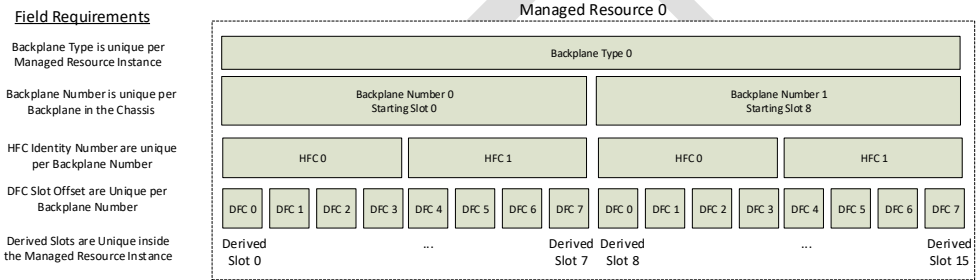 Managed Resource 0
Field Requirements
Backplane Type is unique per
Managed Resource Instance
Backplane Type 0
Backplane Number is unique per
Backplane in the Chassis
Backplane Number 0
Starting Slot 0
Backplane Number 1
Starting Slot 8
HFC Identity Number are unique
per Backplane Number
HFC 0
HFC 1
HFC 0
HFC 1
DFC Slot Offset are Unique per
Backplane Number
DFC 0
DFC 1
DFC 2
DFC 3
DFC 4
DFC 5
DFC 6
DFC 7
DFC 0
DFC 1
DFC 2
DFC 3
DFC 4
DFC 5
DFC 6
DFC 7
Derived Slots are Unique inside
the Managed Resource Instance
Derived
Slot 0
...
Derived
Slot 7
Derived
Slot 8
...
Derived
Slot 15